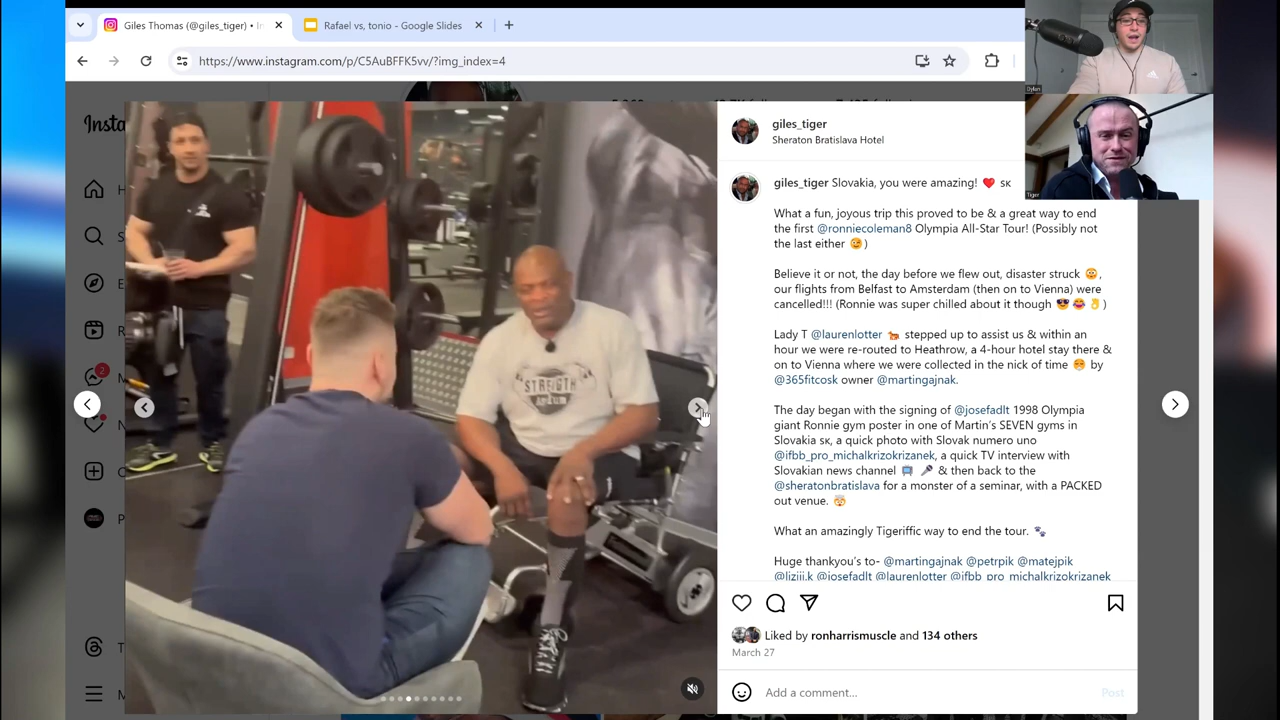 Giles Thomas (@giles_tiger) • In
Rafael vs, tonio - Google Slides
https://www.instagram.com/p/C5AuBFFK5vv/?img_index=4
Dylan
Tiger
Insta
giles_tiger
Sheraton Bratislava Hotel
giles_tiger Slovakia, you were amazing! ❤️ SK
What a fun, joyous trip this proved to be & a great way to end
the first @ronniecoleman8 Olympia All-Star Tour! (Possibly not
the last either 😉)
Believe it or not, the day before we flew out, disaster struck 😳,
our flights from Belfast to Amsterdam (then on to Vienna) were
cancelled!!! (Ronnie was super chilled about it though 😎😂👌)
Lady T @laurenlotter 🐅 stepped up to assist us & within an
hour we were re-routed to Heathrow, a 4-hour hotel stay there &
on to Vienna where we were collected in the nick of time 😁 by
@365fitcosk owner @martingajnak.
The day began with the signing of @josefadlt 1998 Olympia
giant Ronnie gym poster in one of Martin's SEVEN gyms in
Slovakia sk, a quick photo with Slovak numero uno
@ifbb_pro_michalkrizokrizanek, a quick TV interview with
Slovakian news channel 📺 🎤 & then back to the
@sheratonbratislava for a monster of a seminar, with a PACKED
out venue. 🤯
What an amazingly Tigeriffic way to end the tour. 🐾
Huge thankyou's to- @martingajnak @petrpik @matejpik
@liziii.k @josefadlt @laurenlotter @ifbb_pro_michalkrizokrizanek
Liked by ronharrismuscle and 134 others
March 27
Add a comment...
Post
H
S
E
R
2
M
N
C
P
T
M